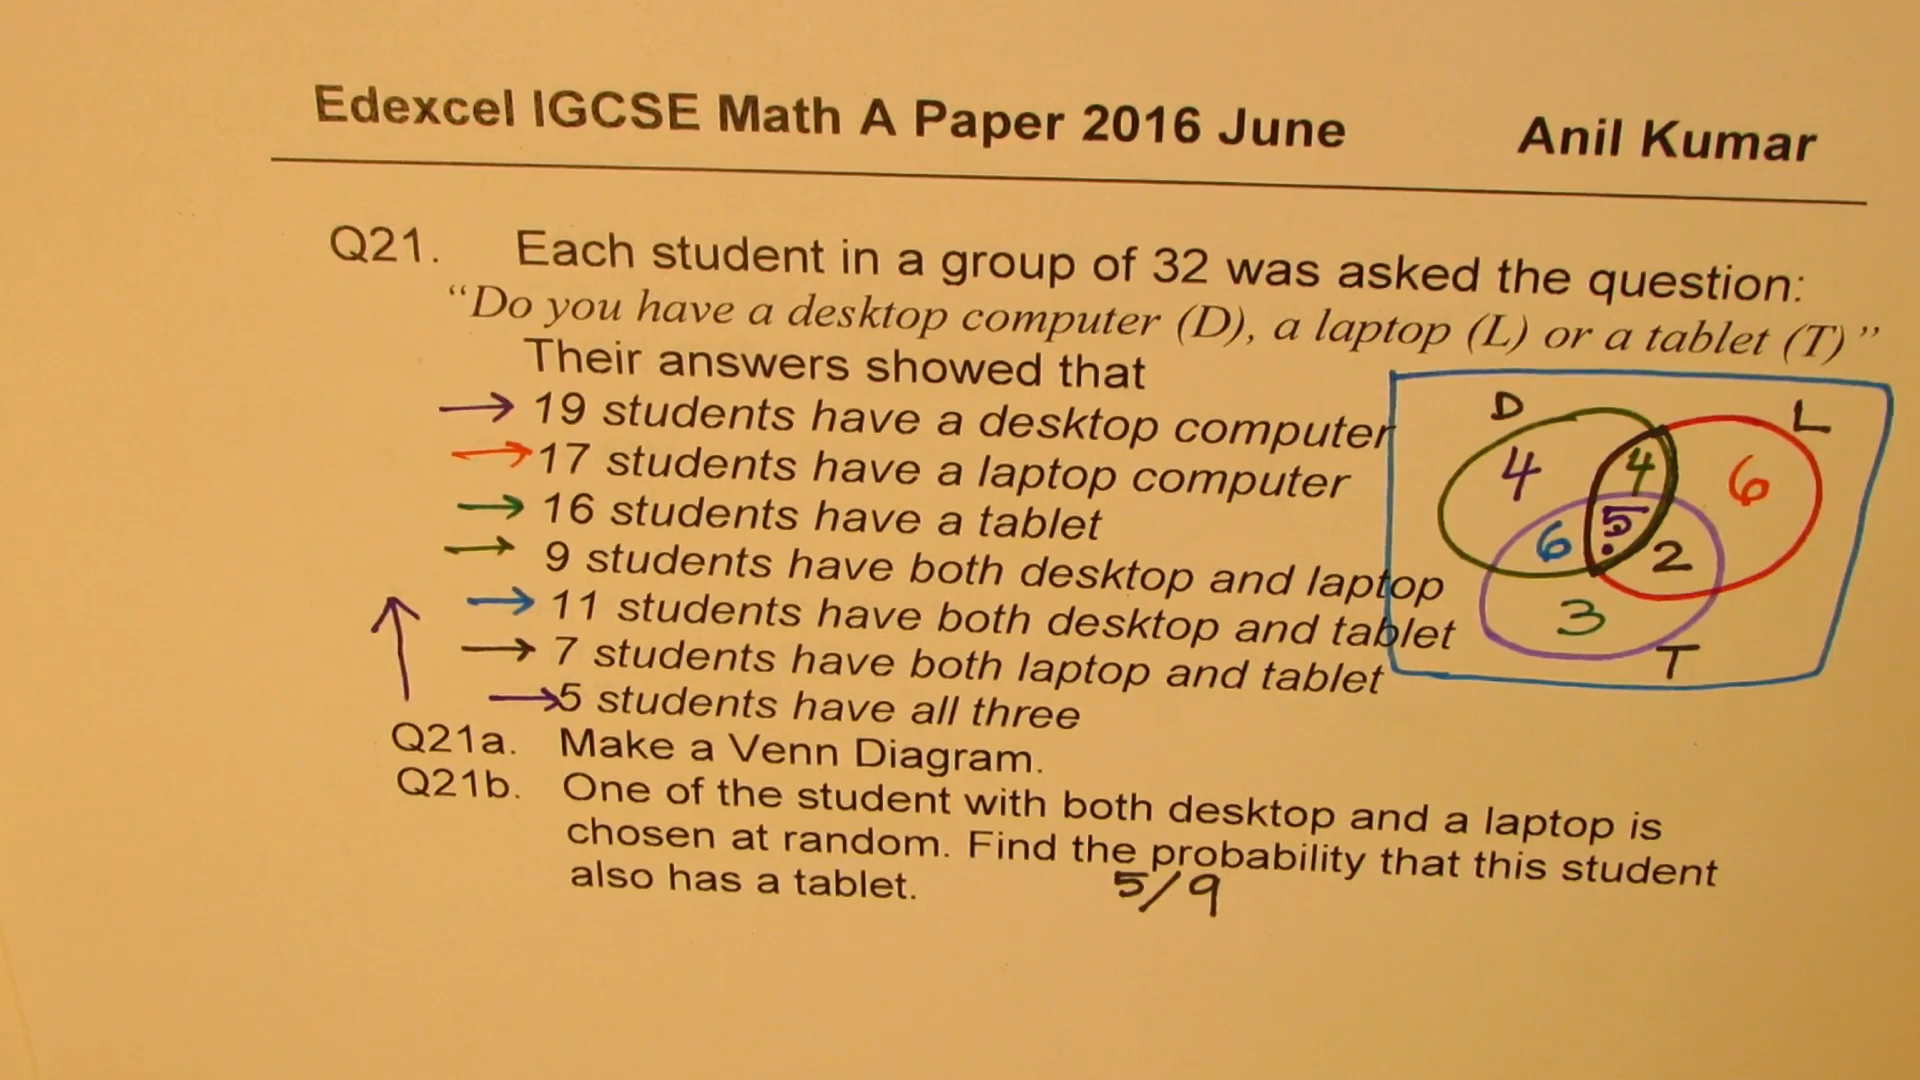 Edexcel IGCSE Math A Paper 2016 June Anil Kumar
Q21. Each student in a group of 32 was asked the question:
“Do you have a desktop computer (D), a laptop (L) or a tablet (T)”
Their answers showed that
19 students have a desktop computer
17 students have a laptop computer
16 students have a tablet
9 students have both desktop and laptop
11 students have both desktop and tablet
7 students have both laptop and tablet
5 students have all three
D L
4 4 6
6 5 2
3
T
Q21a. Make a Venn Diagram.
Q21b. One of the student with both desktop and a laptop is
chosen at random. Find the probability that this student
also has a tablet. 5/9